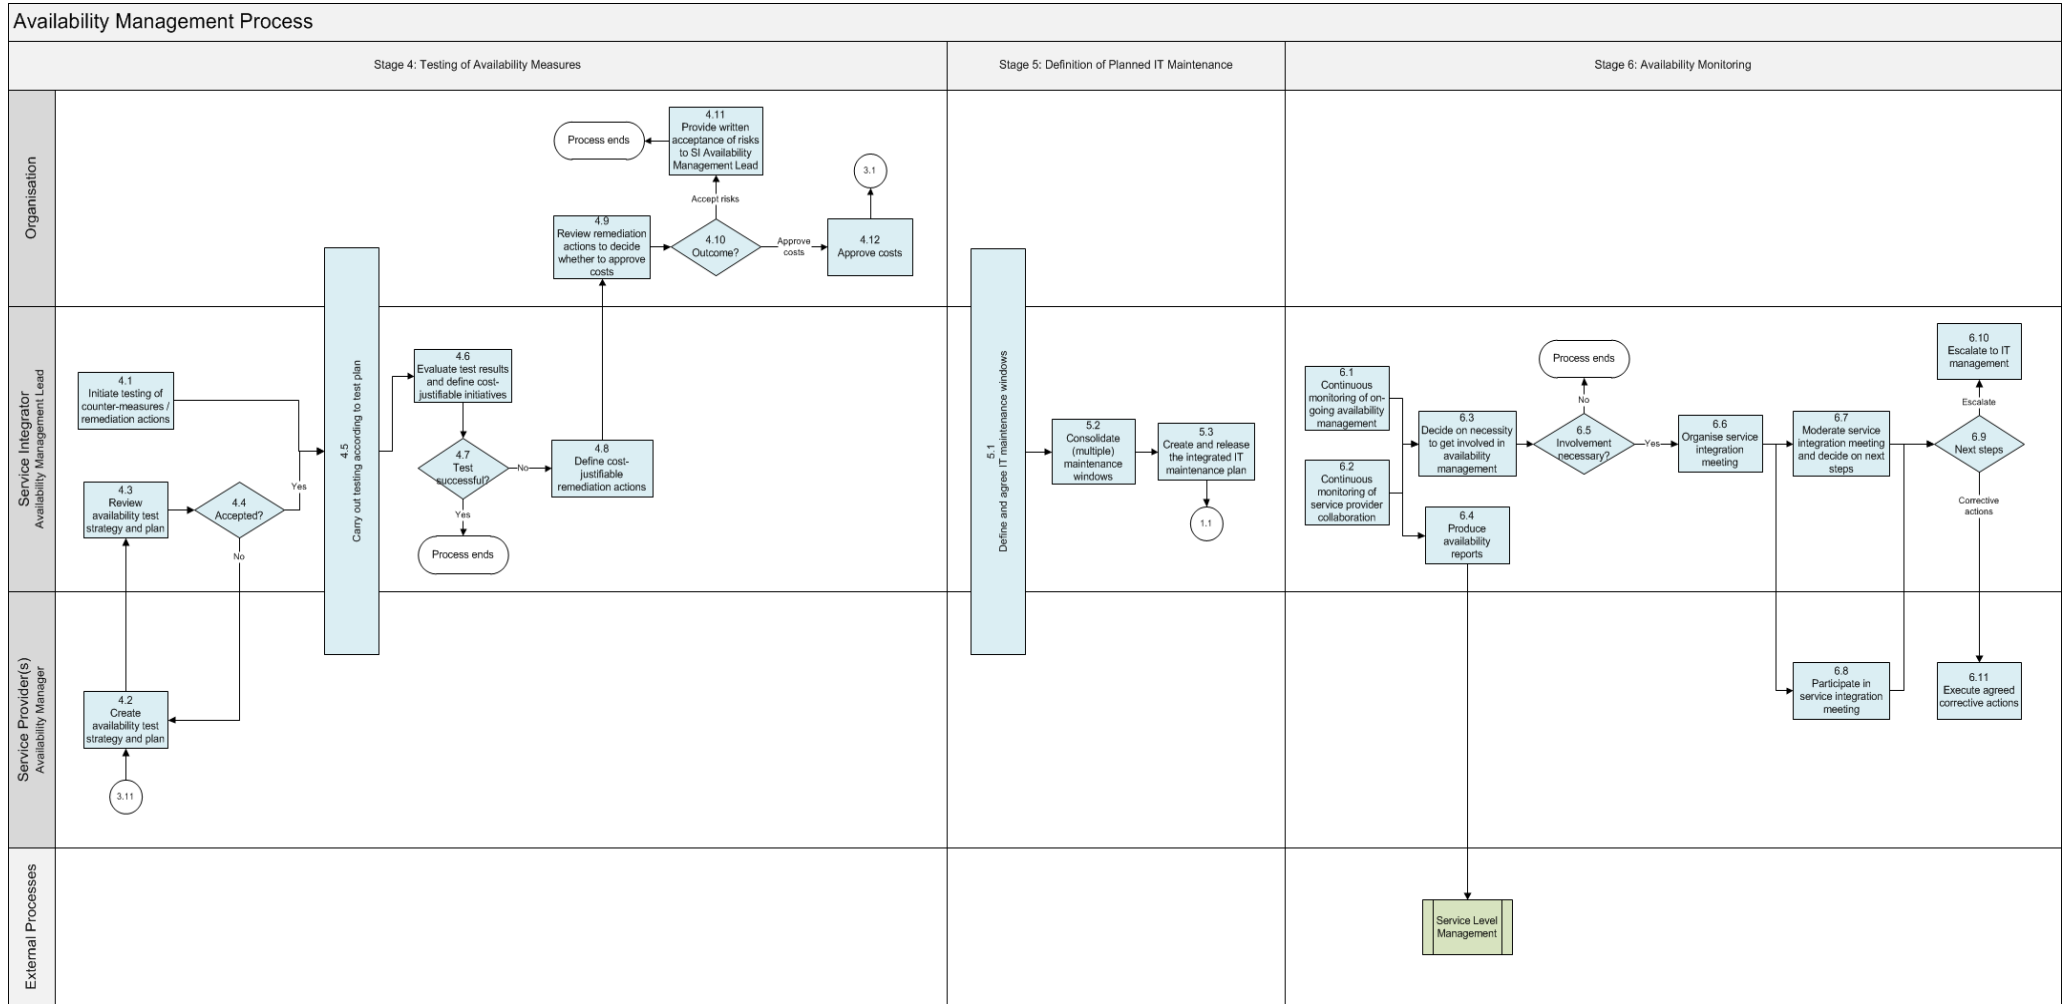 Availability Management Process
Stage 4: Testing of Availability Measures
Stage 5: Definition of Planned IT Maintenance
Stage 6: Availability Monitoring
Organisation
Process ends
4.11
Provide written
acceptance of risks
to SI Availability
Management Lead
Accept risks
3.1
4.9
Review remediation
actions to decide
whether to approve
costs
4.10
Outcome?
Approve
costs
4.12
Approve costs
Service Integrator
Availability Management Lead
4.1
Initiate testing of
counter-measures /
remediation actions
4.3
Review
availability test
strategy and plan
4.4
Accepted?
Yes
No
4.5
Carry out testing according to test plan
4.6
Evaluate test results
and define cost-
justifiable initiatives
4.7
Test
successful?
No
Yes
Process ends
4.8
Define cost-
justifiable
remediation actions
5.1
Define and agree IT maintenance windows
5.2
Consolidate
(multiple)
maintenance
windows
5.3
Create and release
the integrated IT
maintenance plan
1.1
6.1
Continuous
monitoring of on-
going availability
management
6.2
Continuous
monitoring of
service provider
collaboration
6.3
Decide on necessity
to get involved in
availability
management
6.4
Produce
availability
reports
Process ends
No
6.5
Involvement
necessary?
Yes
6.6
Organise service
integration
meeting
6.7
Moderate service
integration meeting
and decide on next
steps
6.10
Escalate to IT
management
Escalate
6.9
Next steps
Corrective
actions
Service Provider(s)
Availability Manager
4.2
Create
availability test
strategy and plan
3.11
6.8
Participate in
service integration
meeting
6.11
Execute agreed
corrective actions
External Processes
Service Level
Management